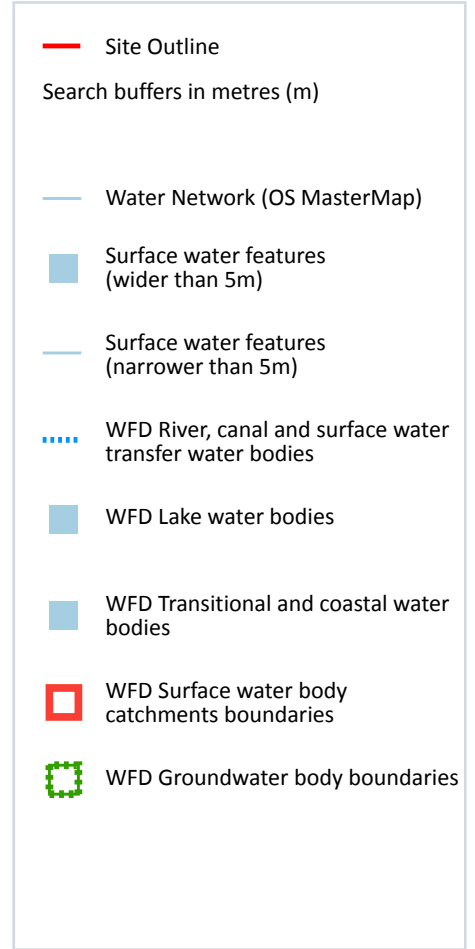 Site Outline
Search buffers in metres (m)
Water Network (OS MasterMap)
Surface water features
(wider than 5m)
Surface water features
(narrower than 5m)
WFD River, canal and surface water
transfer water bodies
WFD Lake water bodies
WFD Transitional and coastal water
bodies
WFD Surface water body
catchments boundaries
WFD Groundwater body boundaries